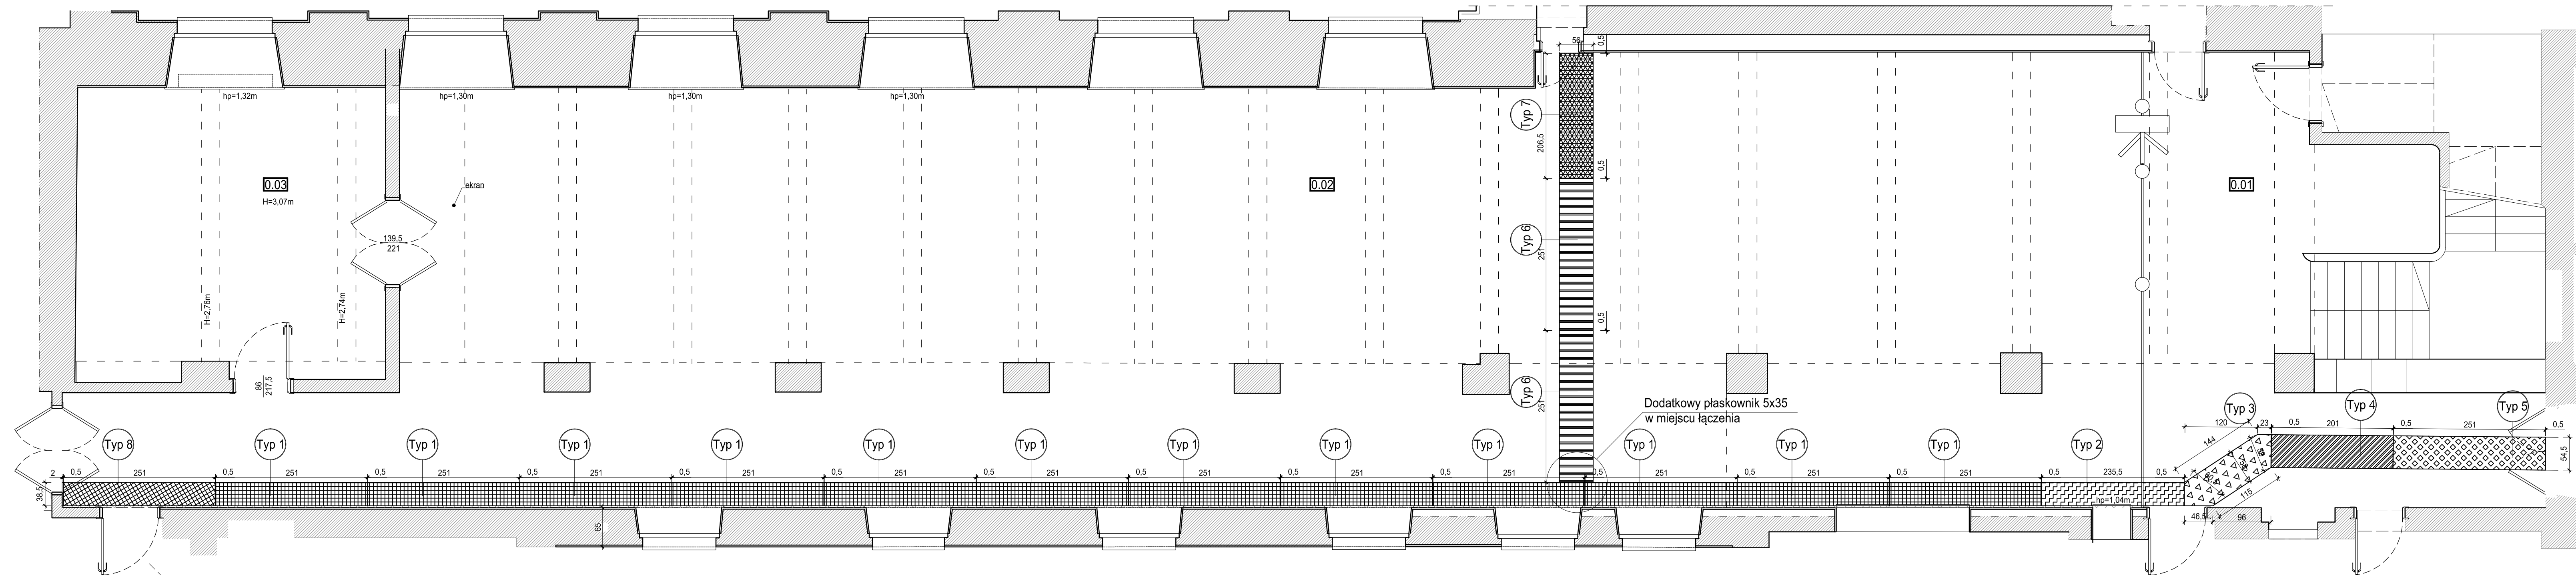 56
0,5
hp=1,32m
hp=1,30m
hp=1,30m
hp=1,30m
Typ 7
206,5
0,5
0.03
H=3,07m
ekran
0.02
0.01
139,5
221
Typ 6
251
H=2,76m
H=2,74m
0,5
86
217,5
Typ 6
251
Dodatkowy płaskownik 5x35
w miejscu łączenia
Typ 3
Typ 4
Typ 5
120
23
0,5
201
0,5
251
0,5
144
54,5
115
Typ 8
Typ 1
Typ 1
Typ 1
Typ 1
Typ 1
Typ 1
Typ 1
Typ 1
Typ 1
Typ 1
Typ 1
Typ 1
Typ 2
2
0,5
251
0,5
251
0,5
251
0,5
251
0,5
251
0,5
251
0,5
251
0,5
251
0,5
251
0,5
251
0,5
251
0,5
251
0,5
251
0,5
235,5
0,5
38,5
hp=1,04m
65
46,5
96